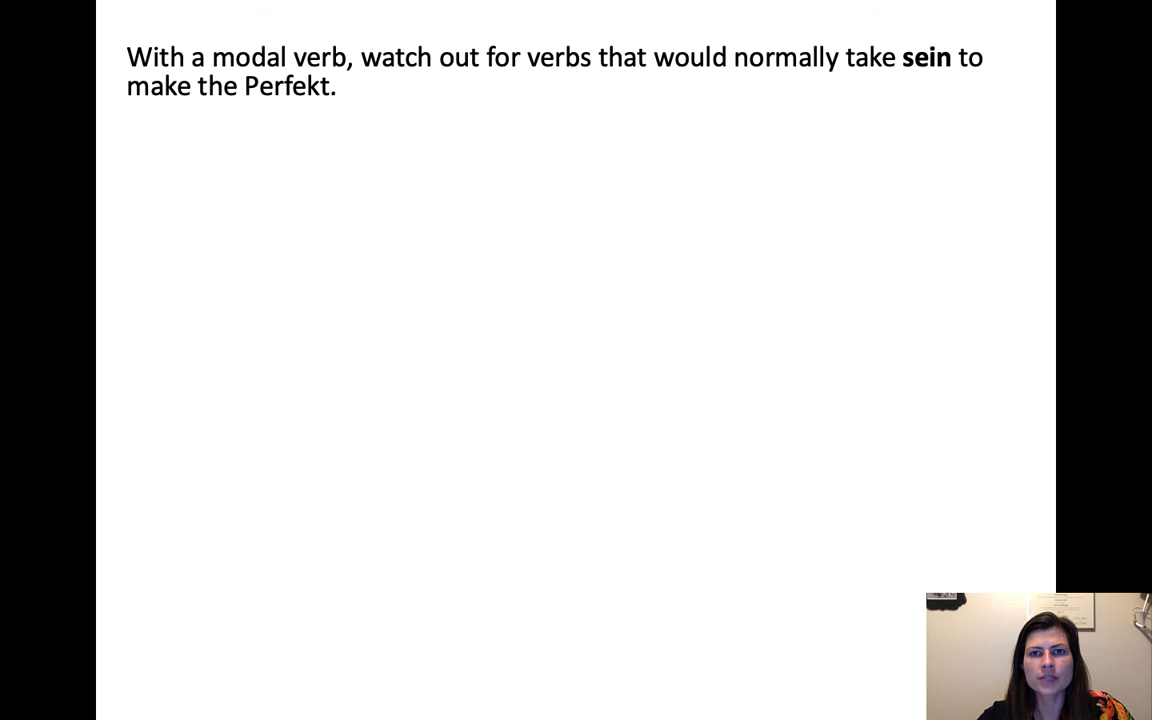 With a modal verb, watch out for verbs that would normally take sein to
make the Perfekt.